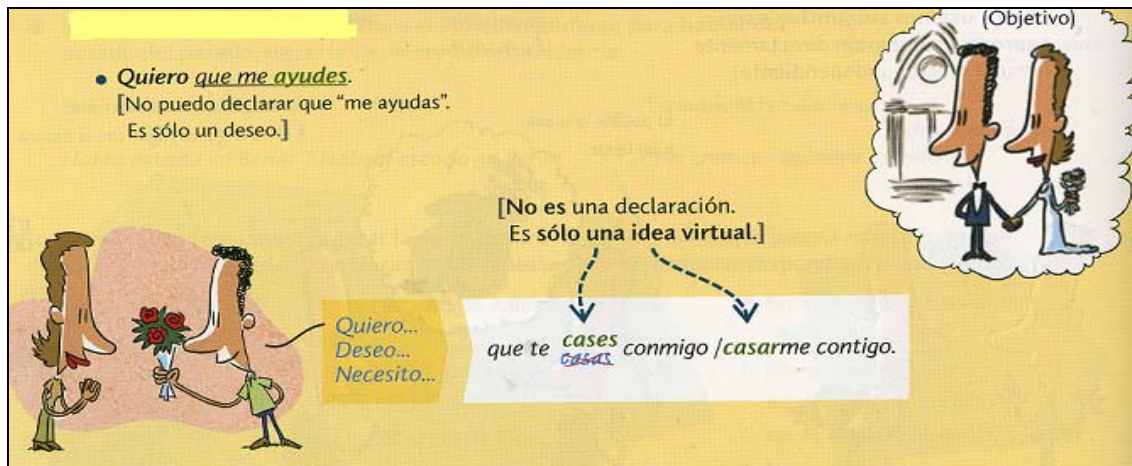 (Objetivo)
• Quiero que me ayudes.
[No puedo declarar que “me ayudas”.
Es sólo un deseo.]
[No es una declaración.
Es sólo una idea virtual.]
Quiero...
Deseo...
Necesito...
que te cases conmigo /casarme contigo.
casas